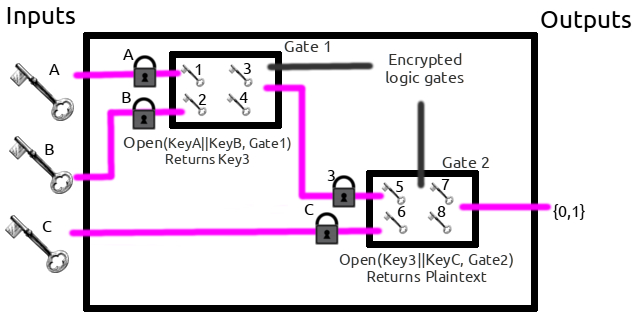 Inputs
Outputs
A
A
1
3
Gate 1
Encrypted
logic gates
B
2
4
B
Open(KeyA||KeyB, Gate1)
Returns Key3
Gate 2
3
5
7
C
C
6
8
{0,1}
Open(Key3||KeyC, Gate2)
Returns Plaintext